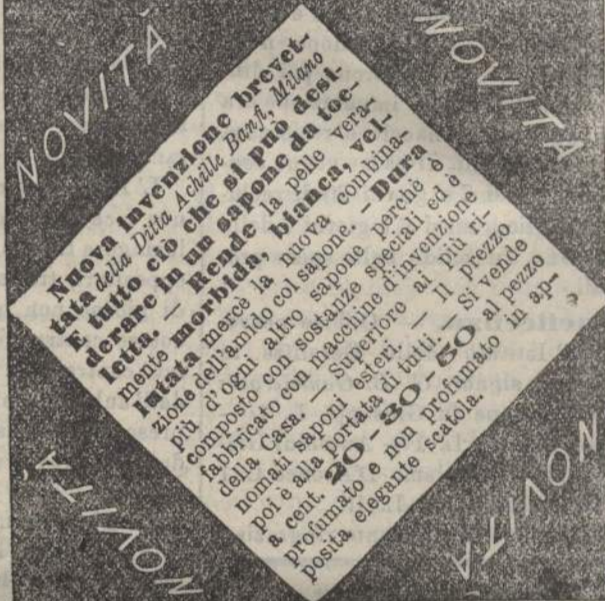 NOVITÀ
NOVITÀ
Nuova invenzione brevet-
tata della Ditta Achille Banfi, Milano
E tutto ciò che si può desi-
derare in un sapone da toe-
letta. — Rende la pelle vera-
mente morbida, bianca, vel-
lutata mercè la nuova combina-
zione dell'amido col sapone. — Dura
più d'ogni altro sapone perchè è
composto con sostanze speciali ed è
fabbricato con macchine d'invenzione
della Casa. — Superiore ai più ri-
nomati saponi esteri. — Il prezzo
poi è alla portata di tutti. — Si vende
a cent. 20-30-50 al pezzo
profumato e non profumato in ap-
posita elegante scatola.
NOVITÀ
NOVITÀ